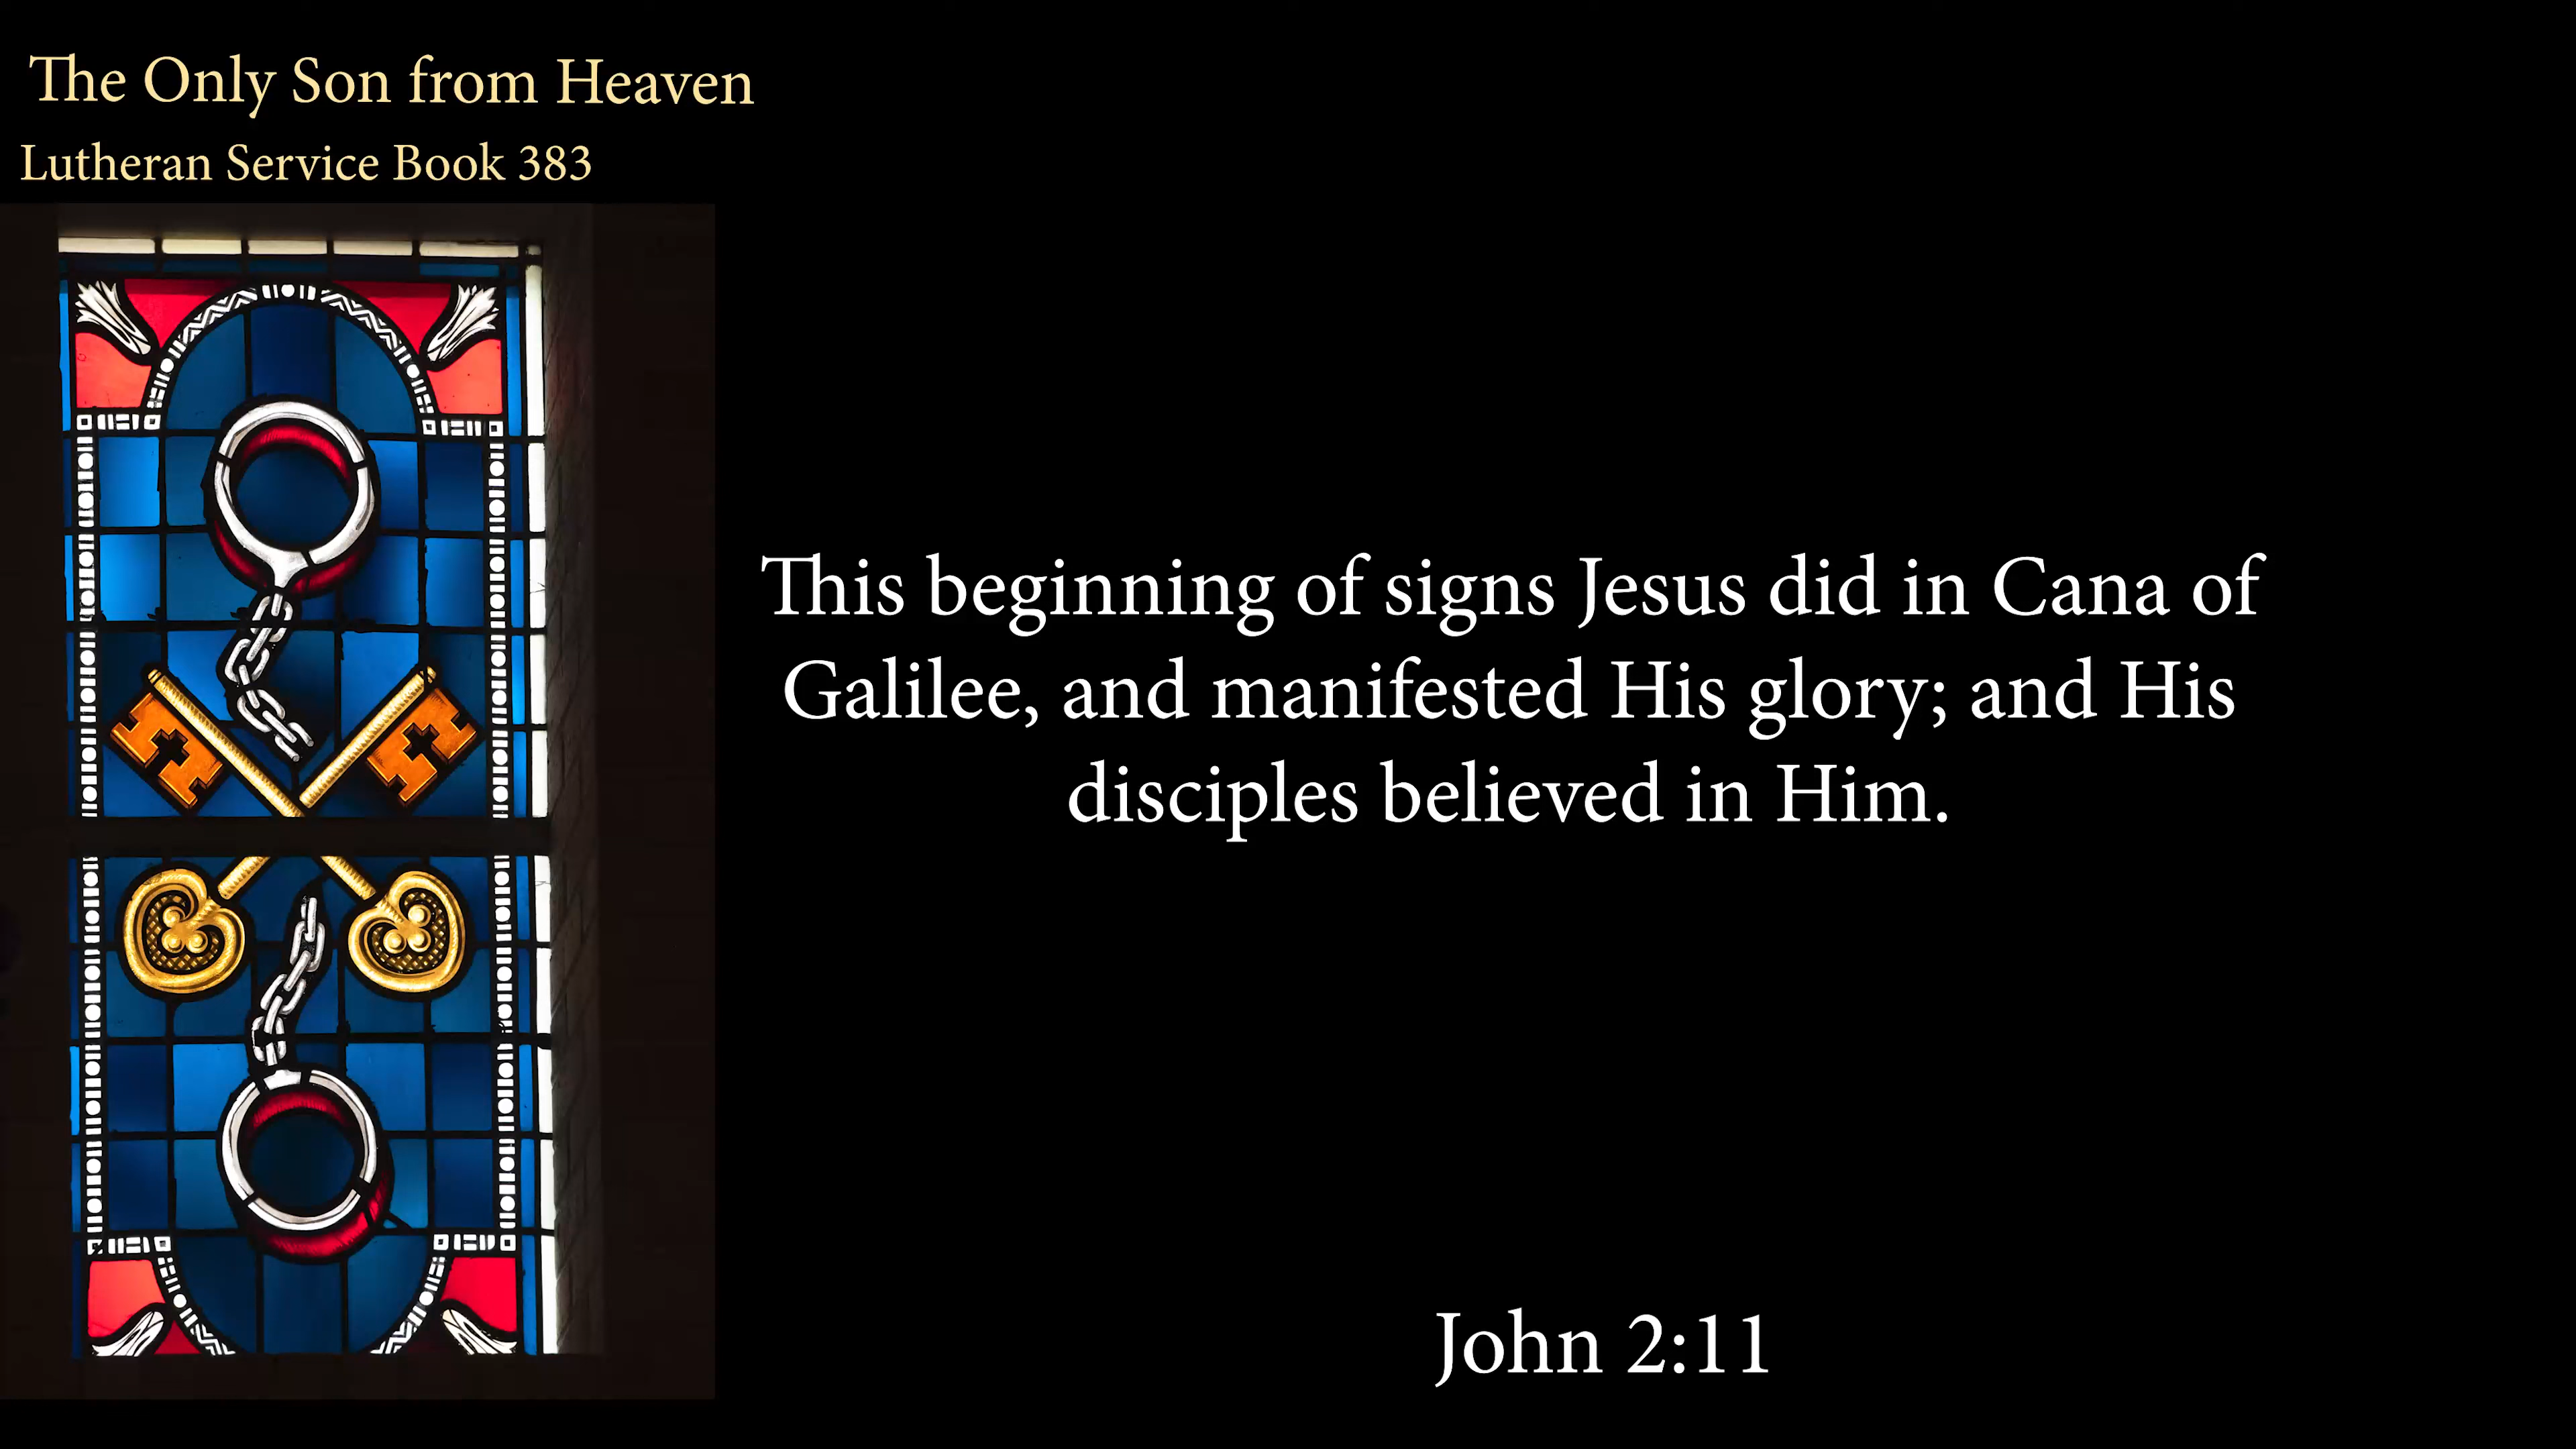 The Only Son from Heaven
Lutheran Service Book 383
This beginning of signs Jesus did in Cana of
Galilee, and manifested His glory; and His
disciples believed in Him.
John 2:11